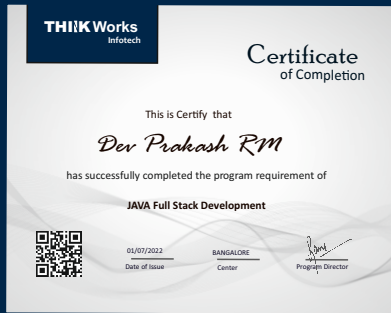 THINK Works
Infotech
Certificate
of Completion
This is Certify that
Dev Prakash RM
has successfully completed the program requirement of
JAVA Full Stack Development
01/07/2022
Date of Issue
BANGALORE
Center
Program Director